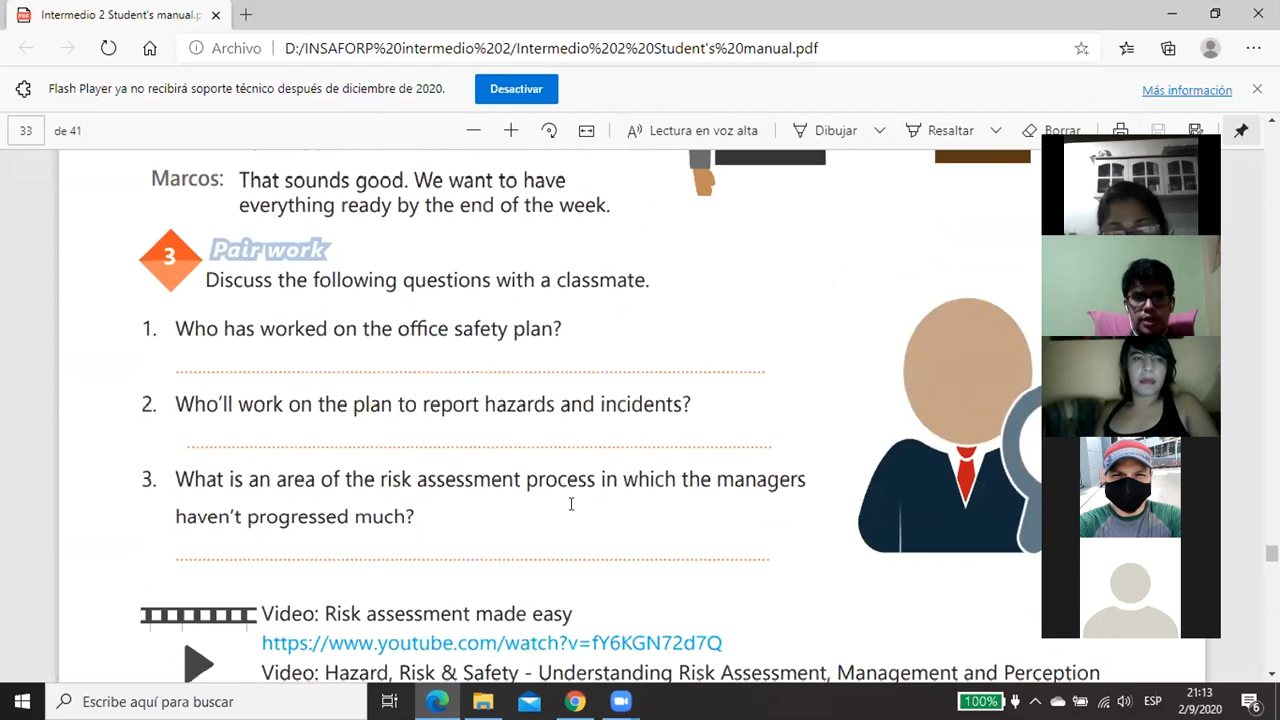 Intermedio 2 Student's manual.p
Archivo
D:/INSAFORP%20intermedio%202/Intermedio%202%20Student's%20manual.pdf
Flash Player ya no recibirá soporte técnico después de diciembre de 2020.
Desactivar
Más información
33
de 41
Lectura en voz alta
Dibujar
Resaltar
Borrar
Marcos: That sounds good. We want to have
everything ready by the end of the week.
3
Pair work
Discuss the following questions with a classmate.
1. Who has worked on the office safety plan?
2. Who'll work on the plan to report hazards and incidents?
3. What is an area of the risk assessment process in which the managers
haven't progressed much?
Video: Risk assessment made easy
https://www.youtube.com/watch?v=fY6KGN72d7Q
Video: Hazard, Risk & Safety - Understanding Risk Assessment, Management and Perception
Escribe aquí para buscar
100%
ESP
21:13
2/9/2020
6